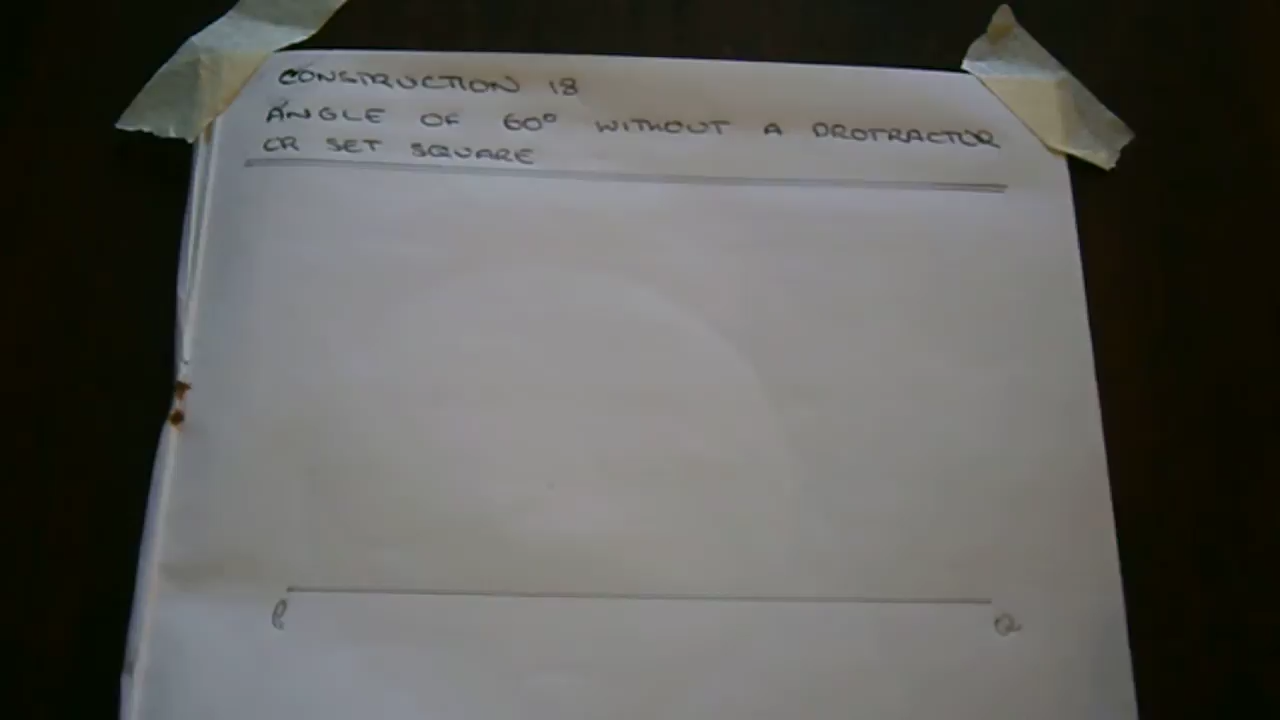 CONSTRUCTION 18
ANGLE OF 60° WITHOUT A PROTRACTOR
OR SET SQUARE
P Q